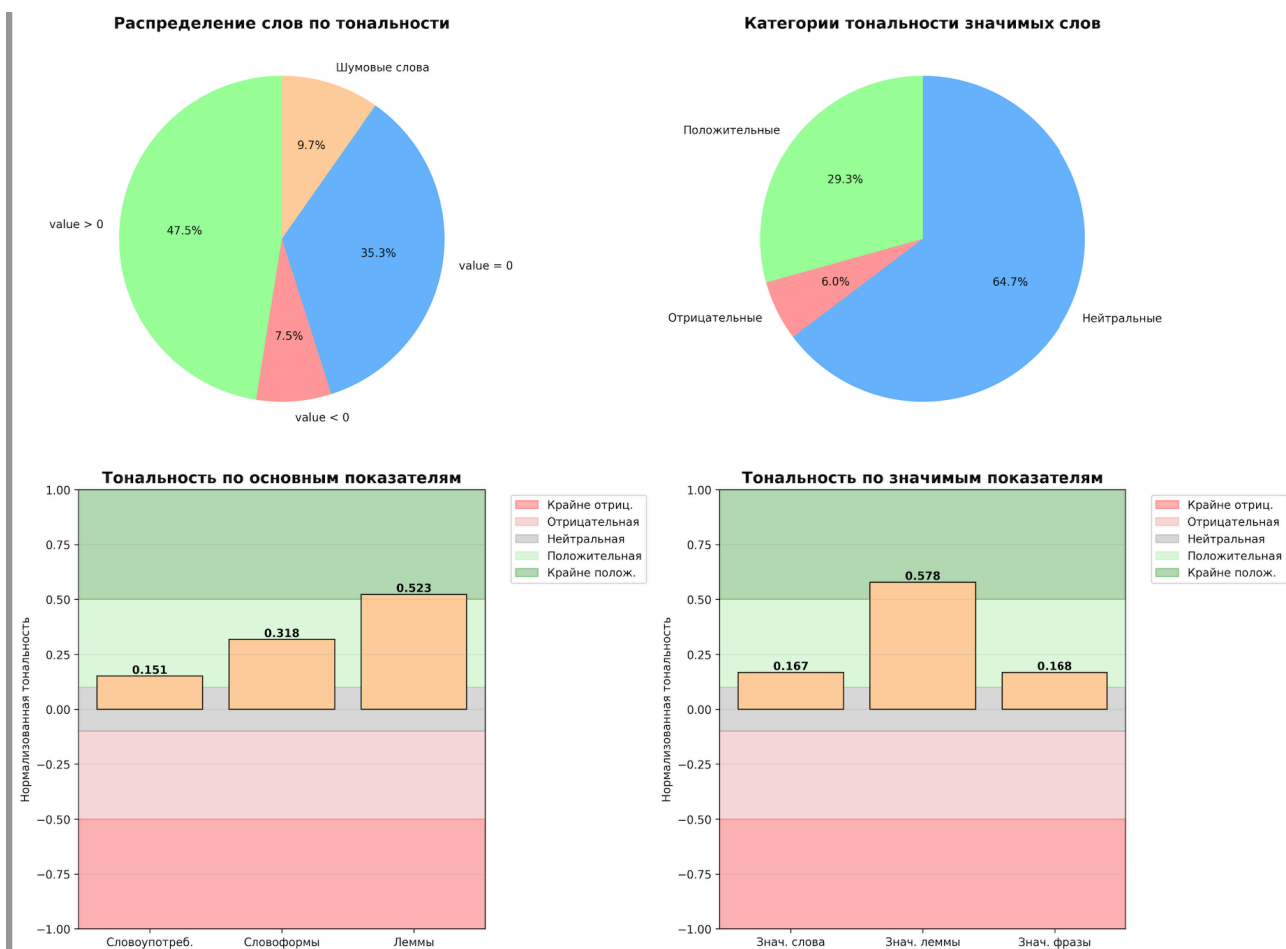 Распределение слов по тональности
Шумовые слова
9.7%
value > 0
47.5%
35.3%
value = 0
7.5%
value < 0
Категории тональности значимых слов
Положительные
29.3%
6.0%
64.7%
Отрицательные
Нейтральные
Тональность по основным показателям
Нормализованная тональность
1.00
0.75
0.50
0.25
0.00
−0.25
−0.50
−0.75
−1.00
0.151
0.318
0.523
Словоупотреб.
Словоформы
Леммы
Крайне отриц.
Отрицательная
Нейтральная
Положительная
Крайне полож.
Тональность по значимым показателям
Нормализованная тональность
1.00
0.75
0.50
0.25
0.00
−0.25
−0.50
−0.75
−1.00
0.167
0.578
0.168
Знач. слова
Знач. леммы
Знач. фразы
Крайне отриц.
Отрицательная
Нейтральная
Положительная
Крайне полож.